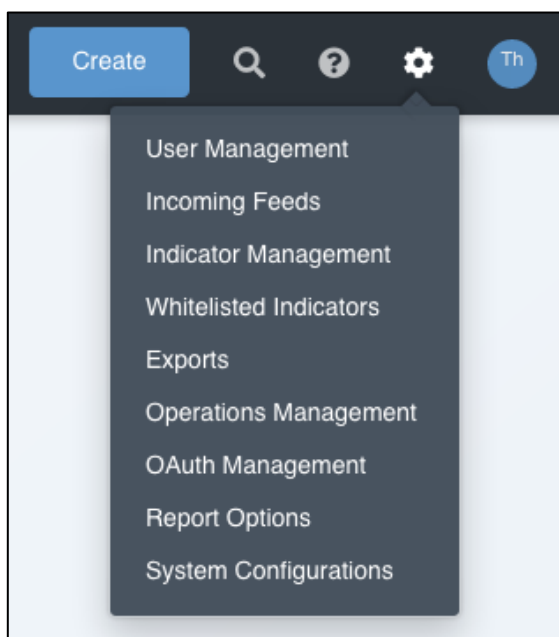 Create
Th
User Management
Incoming Feeds
Indicator Management
Whitelisted Indicators
Exports
Operations Management
OAuth Management
Report Options
System Configurations